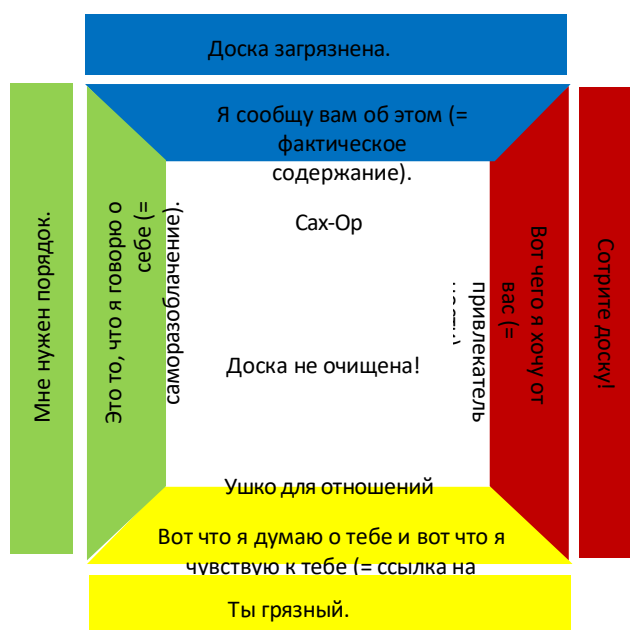 Доска загрязнена.
Я сообщу вам об этом (=
фактическое
содержание).
Сах-Ор
Мне нужен порядок.
Это то, что я говорю о
себе (=
саморазоблачение).
Доска не очищена!
Вот чего я хочу от
вас (=
привлекатель
Сотрите доску!
Ушко для отношений
Вот что я думаю о тебе и вот что я
чувствую к тебе (= ссылка на
Ты грязный.